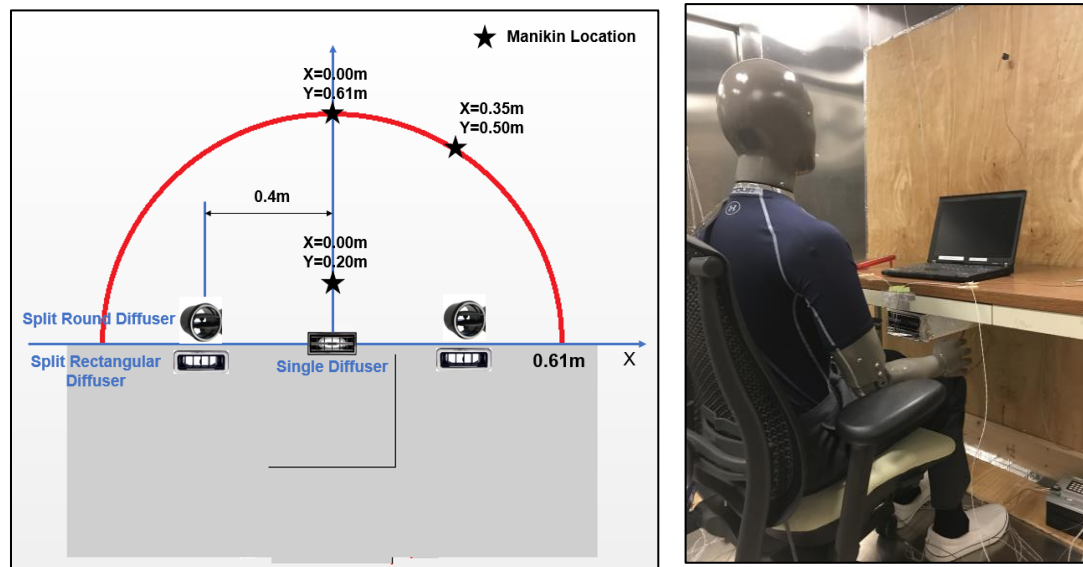 Manikin Location
X=0.00m
Y=0.61m
X=0.35m
Y=0.50m
0.4m
X=0.00m
Y=0.20m
Split Round Diffuser
Split Rectangular
Diffuser
Single Diffuser
0.61m
X